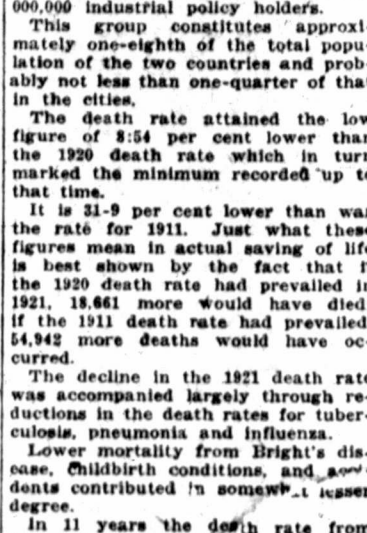 000,000 industrial policy holders.
This group constitutes approxi-
mately one-eighth of the total popu-
lation of the two countries and prob-
ably not less than one-quarter of tha
in the cities.
The death rate attained the low
figure of 8:54 per cent lower than
the 1920 death rate which in turn
marked the minimum recorded up to
that time.
It is 31-9 per cent lower than was
the rate for 1911. Just what these
figures mean in actual saving of life
is best shown by the fact that if
the 1920 death rate had prevailed in
1921, 18,661 more would have died
if the 1911 death rate had prevailed
54,942 more deaths would have oc-
curred.
The decline in the 1921 death rate
was accompanied largely through re-
ductions in the death rates for tuber-
culosis, pneumonia and influenza.
Lower mortality from Bright's dis-
ease, childbirth conditions, and
dents contributed in somewhat lesser
degree.
In 11 years the death rate from